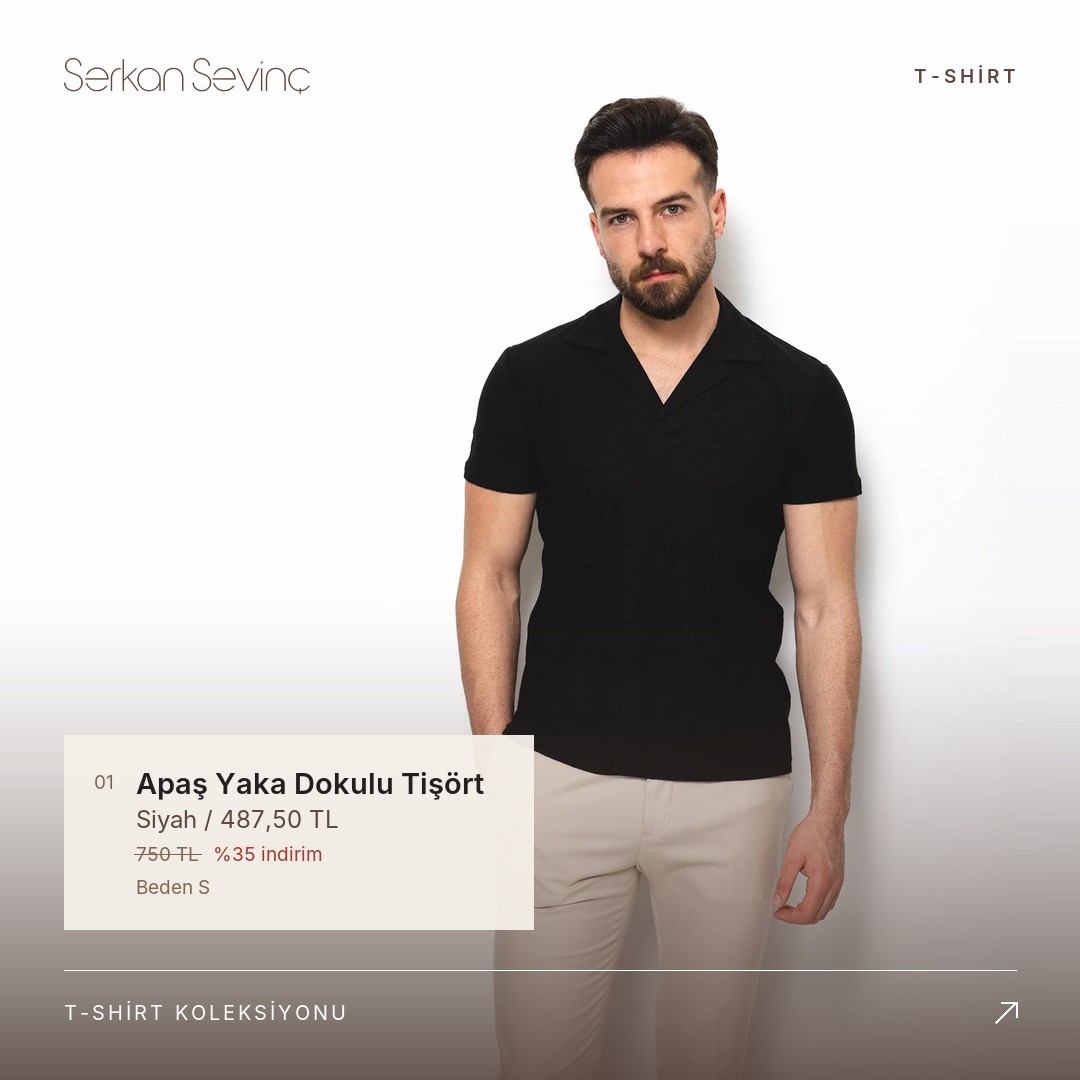 Serkan Sevinç
T-SHİRT
01
Apaş Yaka Dokulu Tişört
Siyah / 487,50 TL
750 TL %35 indirim
Beden S
T-SHİRT KOLEKSİYONU